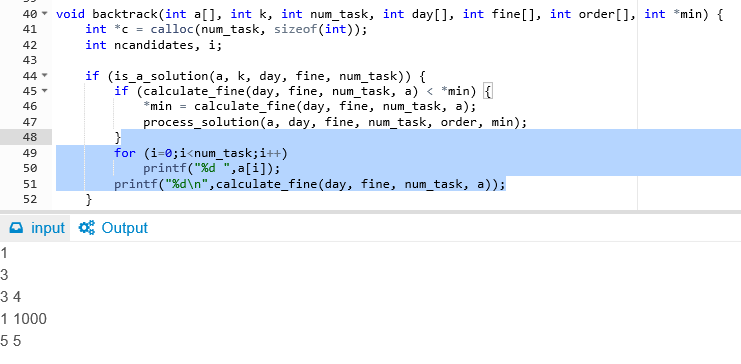 40 void backtrack(int a[], int k, int num_task, int day[], int fine[], int order[], int *min) {
41     int *c = calloc(num_task, sizeof(int));
42     int ncandidates, i;
43
44     if (is_a_solution(a, k, day, fine, num_task)) {
45         if (calculate_fine(day, fine, num_task, a) < *min) {
46             *min = calculate_fine(day, fine, num_task, a);
47             process_solution(a, day, fine, num_task, order, min);
48         }
49         for (i=0;i<num_task;i++)
50             printf("%d ",a[i]);
51         printf("%d\n",calculate_fine(day, fine, num_task, a));
52     }
input Output
1
3
3 4
1 1000
5 5